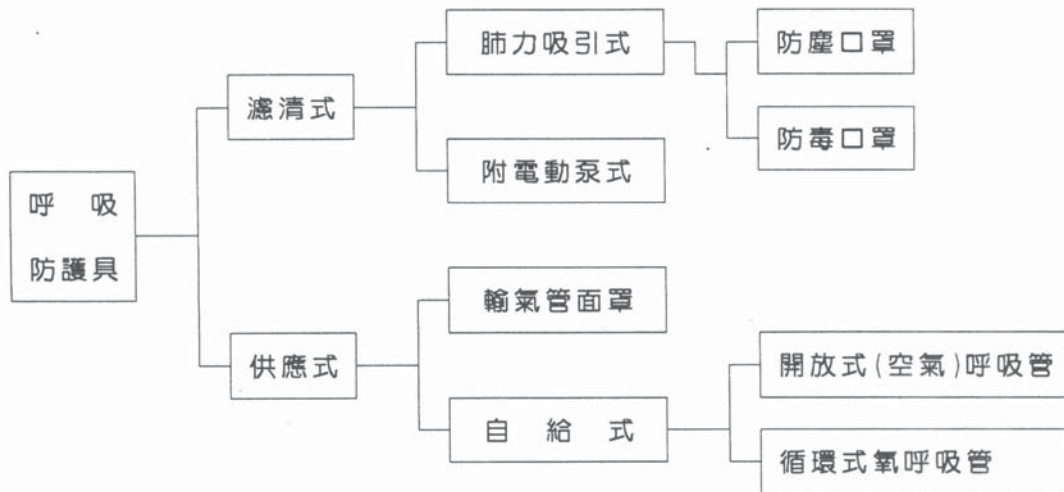 呼　吸
防護具
濾清式
供應式
肺力吸引式
附電動泵式
輸氣管面罩
自　給　式
防塵口罩
防毒口罩
開放式(空氣)呼吸管
循環式氧呼吸管